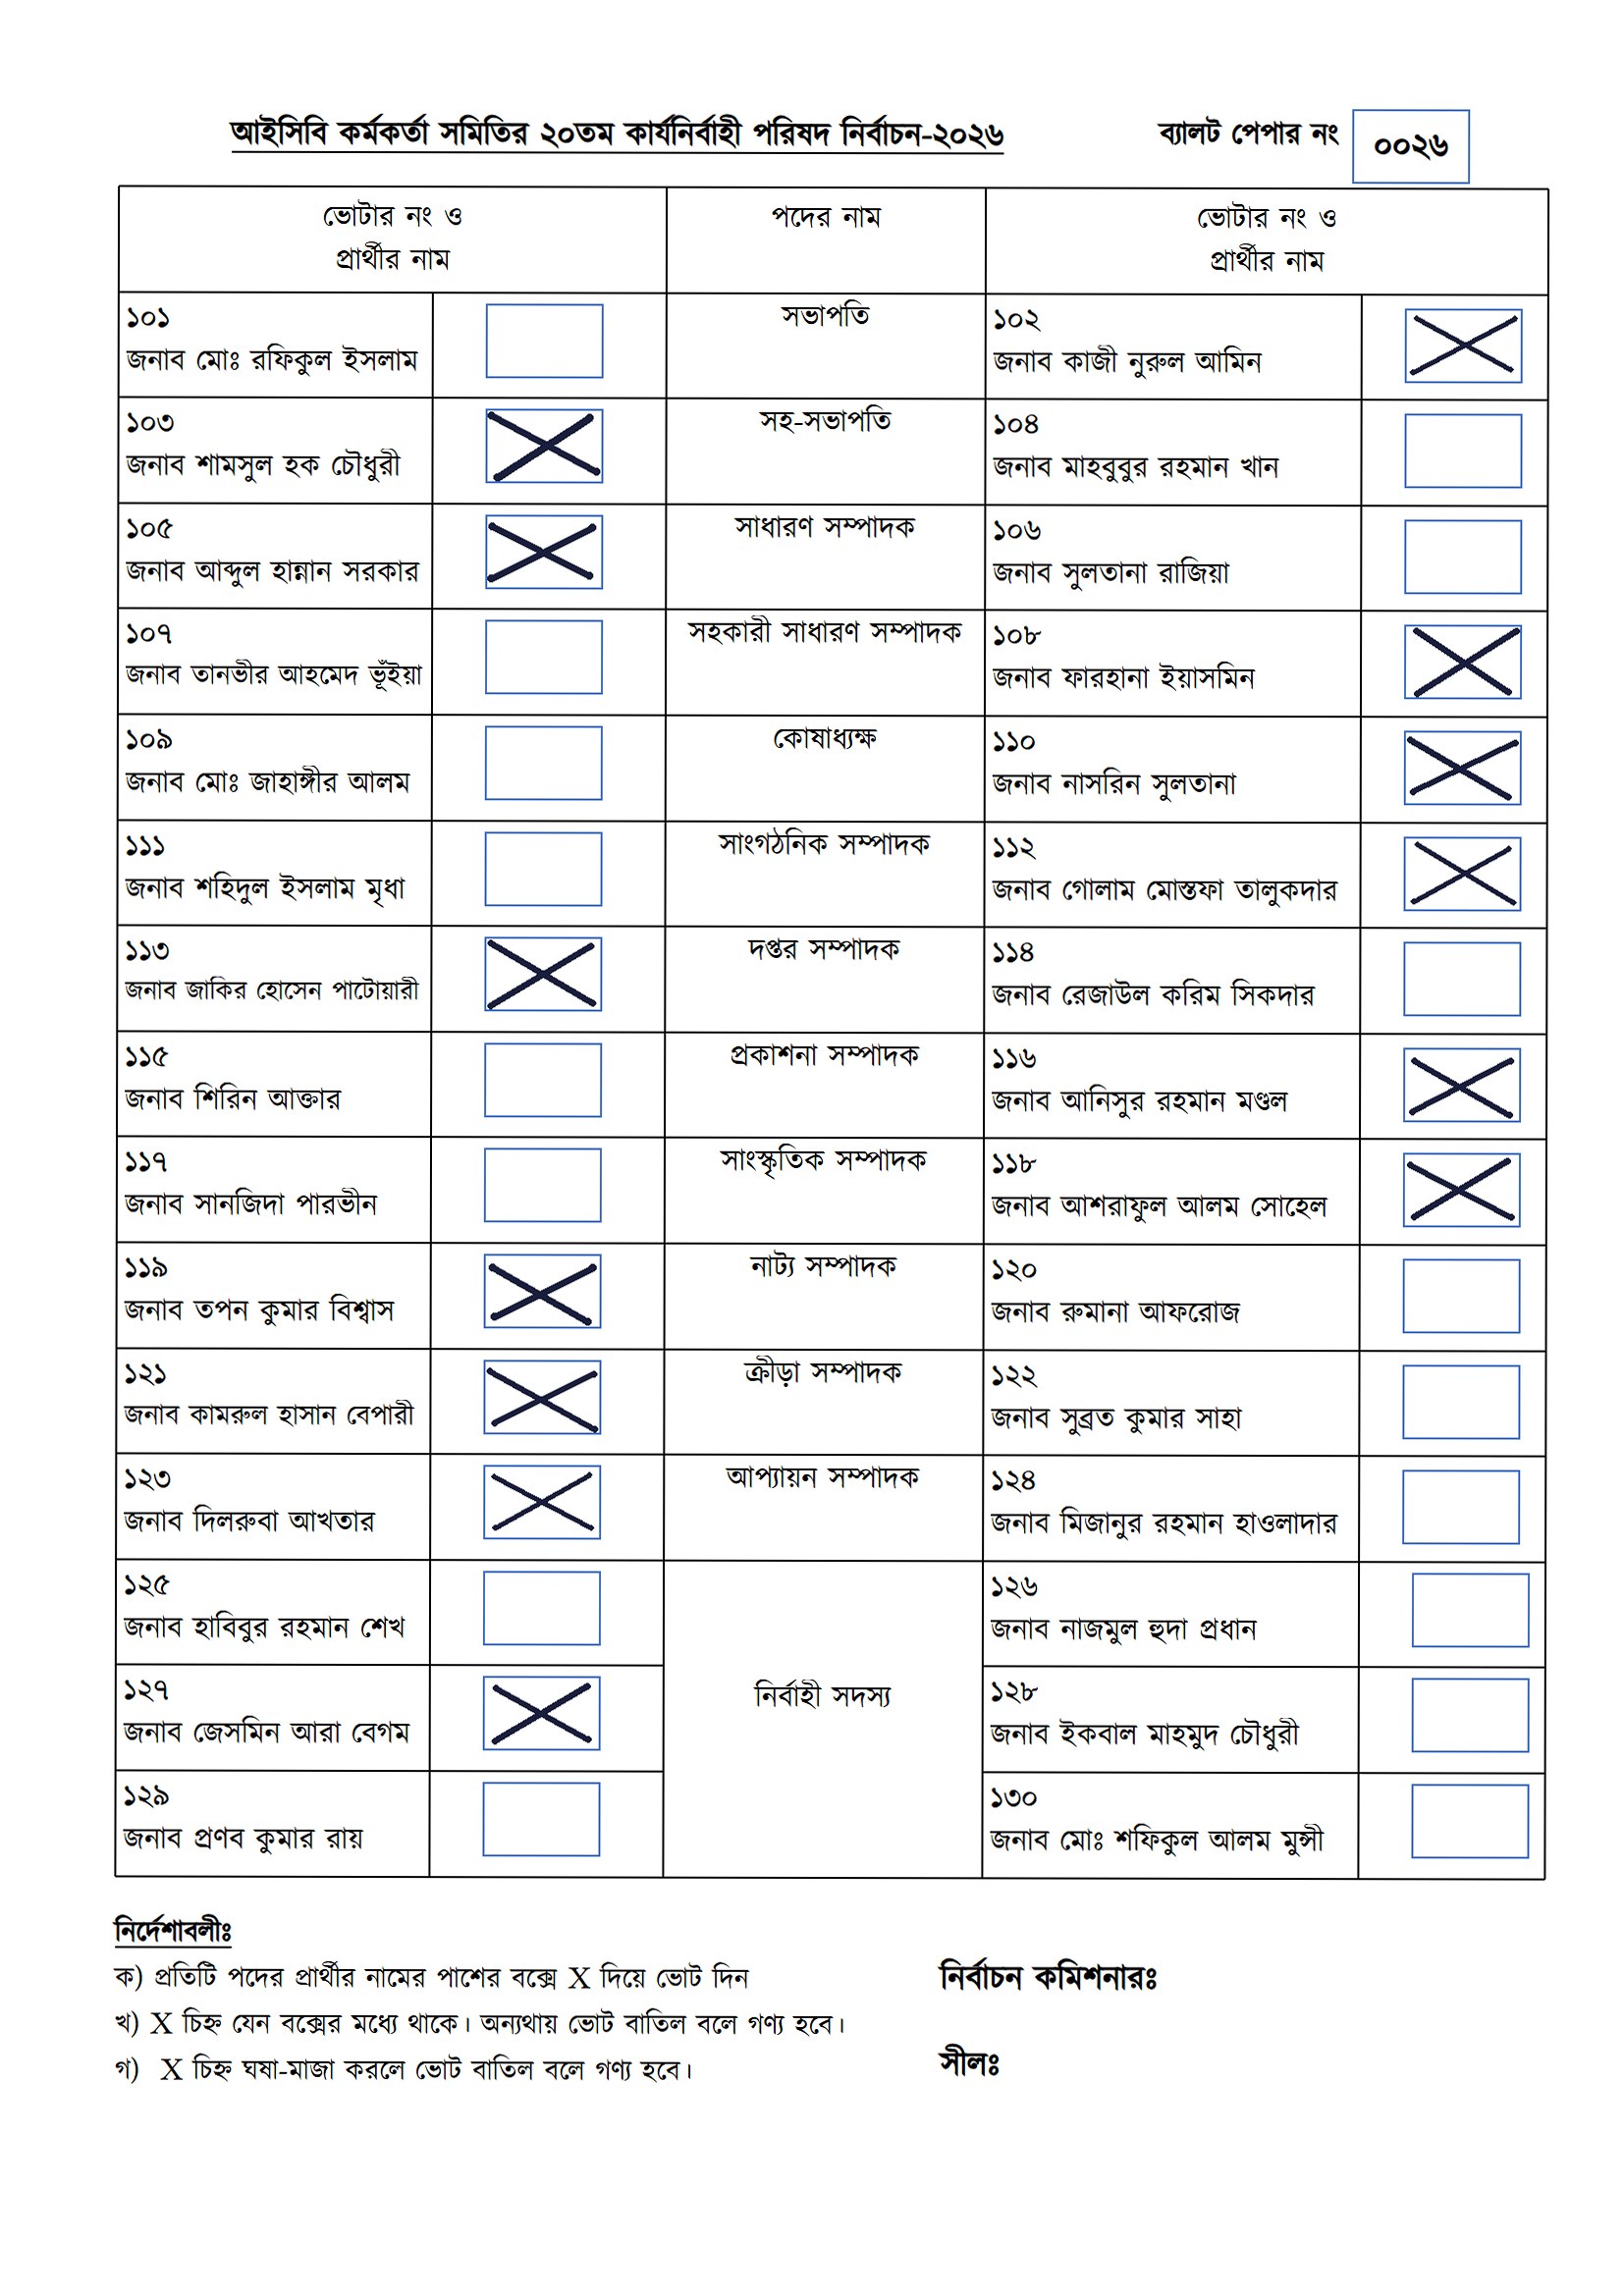 আইসিবি কর্মকর্তা সমিতির ২০তম কার্যনির্বাহী পরিষদ নির্বাচন-২০২৬ ব্যালট পেপার নং ০০২৬
ভোটার নং ও পদের নাম ভোটার নং ও
প্রার্থীর নাম প্রার্থীর নাম
১০১ সভাপতি ১০২
জনাব মোঃ রফিকুল ইসলাম জনাব কাজী নুরুল আমিন
১০৩ সহ-সভাপতি ১০৪
জনাব শামসুল হক চৌধুরী জনাব মাহবুবুর রহমান খান
১০৫ সাধারণ সম্পাদক ১০৬
জনাব আব্দুল হান্নান সরকার জনাব সুলতানা রাজিয়া
১০৭ সহকারী সাধারণ সম্পাদক ১০৮
জনাব তানভীর আহমেদ ভূঁইয়া জনাব ফারহানা ইয়াসমিন
১০৯ কোষাধ্যক্ষ ১১০
জনাব মোঃ জাহাঙ্গীর আলম জনাব নাসরিন সুলতানা
১১১ সাংগঠনিক সম্পাদক ১১২
জনাব শহিদুল ইসলাম মৃধা জনাব গোলাম মোস্তফা তালুকদার
১১৩ দপ্তর সম্পাদক ১১৪
জনাব জাকির হোসেন পাটোয়ারী জনাব রেজাউল করিম সিকদার
১১৫ প্রকাশনা সম্পাদক ১১৬
জনাব শিরিন আক্তার জনাব আনিসুর রহমান মণ্ডল
১১৭ সাংস্কৃতিক সম্পাদক ১১৮
জনাব সানজিদা পারভীন জনাব আশরাফুল আলম সোহেল
১১৯ নাট্য সম্পাদক ১২০
জনাব তপন কুমার বিশ্বাস জনাব রুমানা আফরোজ
১২১ ক্রীড়া সম্পাদক ১২২
জনাব কামরুল হাসান বেপারী জনাব সুব্রত কুমার সাহা
১২৩ আপ্যায়ন সম্পাদক ১২৪
জনাব দিলরুবা আখতার জনাব মিজানুর রহমান হাওলাদার
১২৫ ১২৬
জনাব হাবিবুর রহমান শেখ জনাব নাজমুল হুদা প্রধান
১২৭ নির্বাহী সদস্য ১২৮
জনাব জেসমিন আরা বেগম জনাব ইকবাল মাহমুদ চৌধুরী
১২৯ ১৩০
জনাব প্রণব কুমার রায় জনাব মোঃ শফিকুল আলম মুন্সী
নির্দেশাবলীঃ
ক) প্রতিটি পদের প্রার্থীর নামের পাশের বক্সে X দিয়ে ভোট দিন নির্বাচন কমিশনারঃ
খ) X চিহ্ন যেন বক্সের মধ্যে থাকে। অন্যথায় ভোট বাতিল বলে গণ্য হবে।
গ) X চিহ্ন ঘষা-মাজা করলে ভোট বাতিল বলে গণ্য হবে। সীলঃ